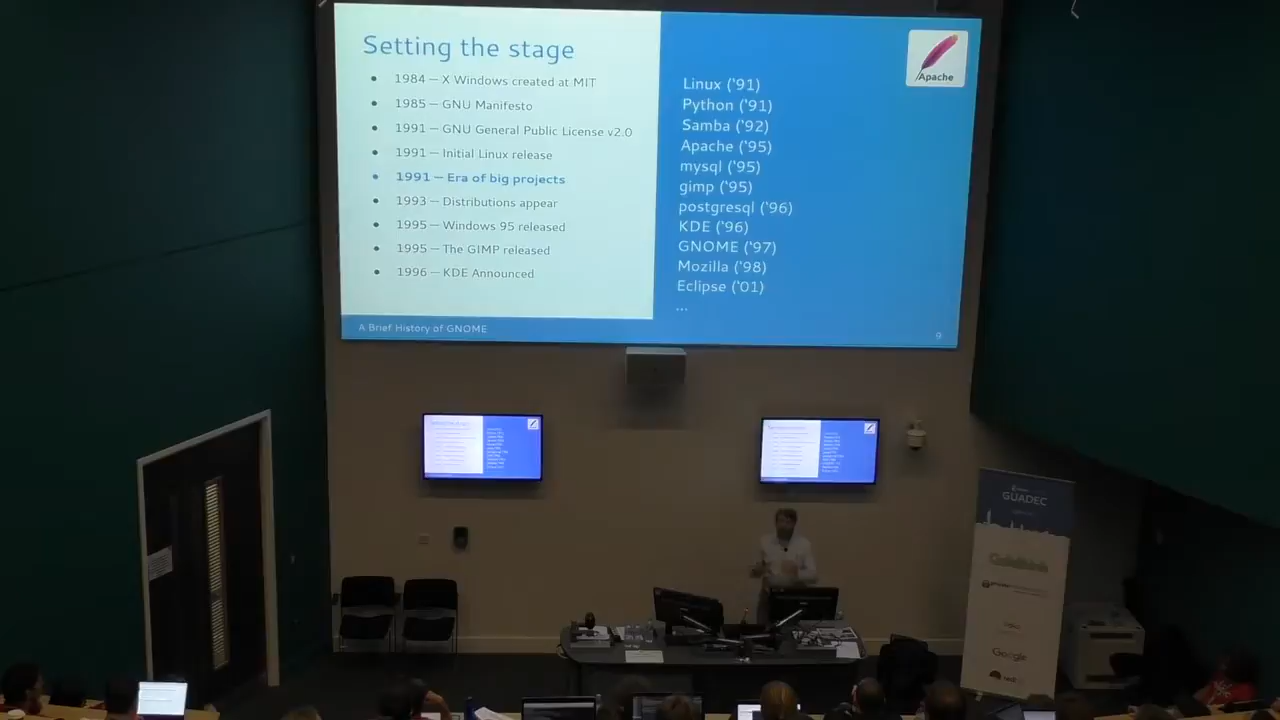 Setting the stage
1984 — X Windows created at MIT
1985 — GNU Manifesto
1991 — GNU General Public License v2.0
1991 — Initial Linux release
1991 — Era of big projects
1993 — Distributions appear
1995 — Windows 95 released
1995 — The GIMP released
1996 — KDE Announced
A Brief History of GNOME
Apache
Linux ('91)
Python ('91)
Samba ('92)
Apache ('95)
mysql ('95)
gimp ('95)
postgresql ('96)
KDE ('96)
GNOME ('97)
Mozilla ('98)
Eclipse ('01)
...
9
GUADEC
Google